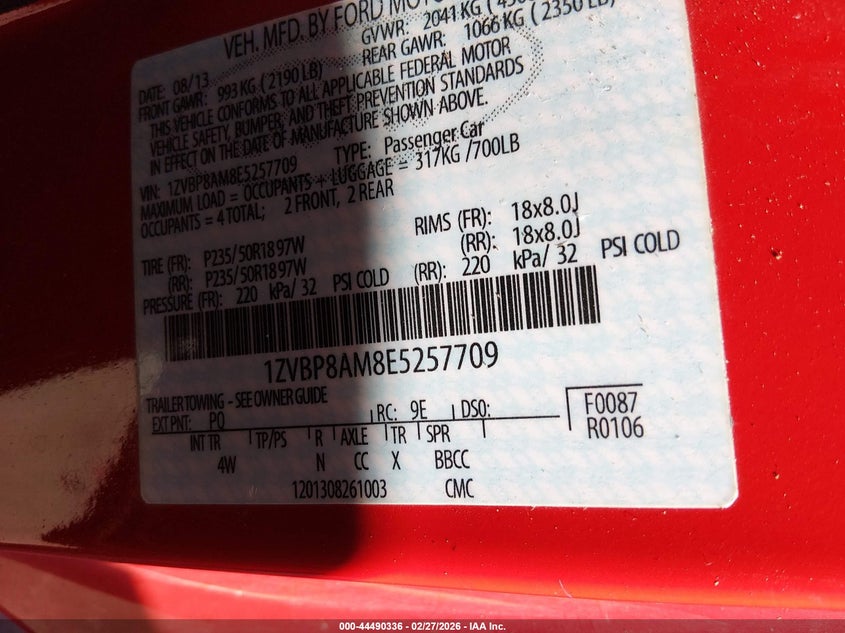 VEH. MFD. BY FORD MOTOR
DATE: 08/13 GVWR: 2041 KG
FRONT GAWR: 993 KG (2190 LB) REAR GAWR: 1066 KG (2350 LB)
THIS VEHICLE CONFORMS TO ALL APPLICABLE FEDERAL MOTOR
VEHICLE SAFETY, BUMPER, AND THEFT PREVENTION STANDARDS
IN EFFECT ON THE DATE OF MANUFACTURE SHOWN ABOVE.
VIN: 1ZVBP8AM8E5257709 TYPE: Passenger Car
MAXIMUM LOAD = OCCUPANTS + LUGGAGE = 317KG /700LB
OCCUPANTS = 4 TOTAL; 2 FRONT, 2 REAR
TIRE (FR): P235/50R18 97W RIMS (FR): 18x8.0J
(RR): P235/50R18 97W (RR): 18x8.0J
PRESSURE (FR): 220 kPa/ 32 PSI COLD (RR): 220 kPa/ 32 PSI COLD
1ZVBP8AM8E5257709
TRAILER TOWING - SEE OWNER GUIDE
EXT PNT: PQ RC: 9E DSO: F0087
INT TR TP/PS R AXLE TR SPR R0106
4W N CC X BBCC
1201308261003 CMC
000-44490336 - 02/27/2026 - IAA Inc.